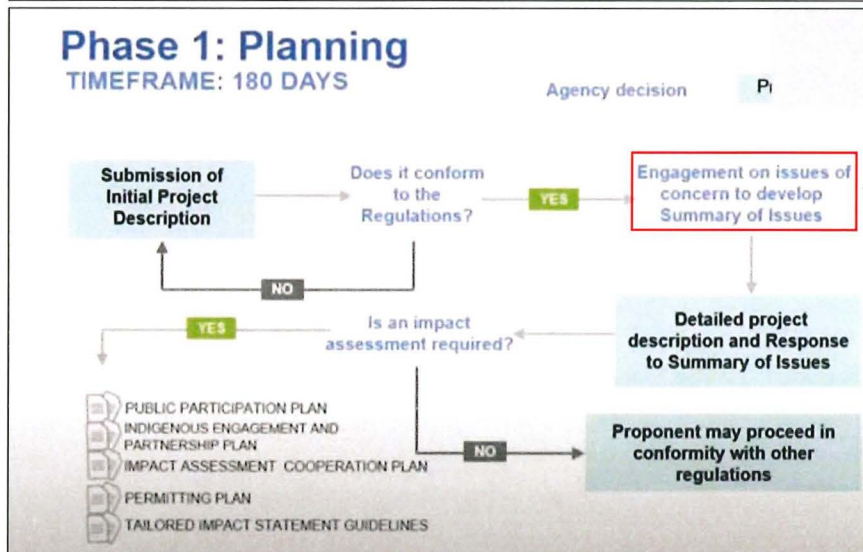 Phase 1: Planning
TIMEFRAME: 180 DAYS
Agency decision
Submission of
Initial Project
Description
Does it conform
to the
Regulations?
YES
Engagement on issues of
concern to develop
Summary of Issues
NO
YES
Is an impact
assessment required?
Detailed project
description and Response
to Summary of Issues
PUBLIC PARTICIPATION PLAN
INDIGENOUS ENGAGEMENT AND
PARTNERSHIP PLAN
IMPACT ASSESSMENT COOPERATION PLAN
PERMITTING PLAN
TAILORED IMPACT STATEMENT GUIDELINES
NO
Proponent may proceed in
conformity with other
regulations